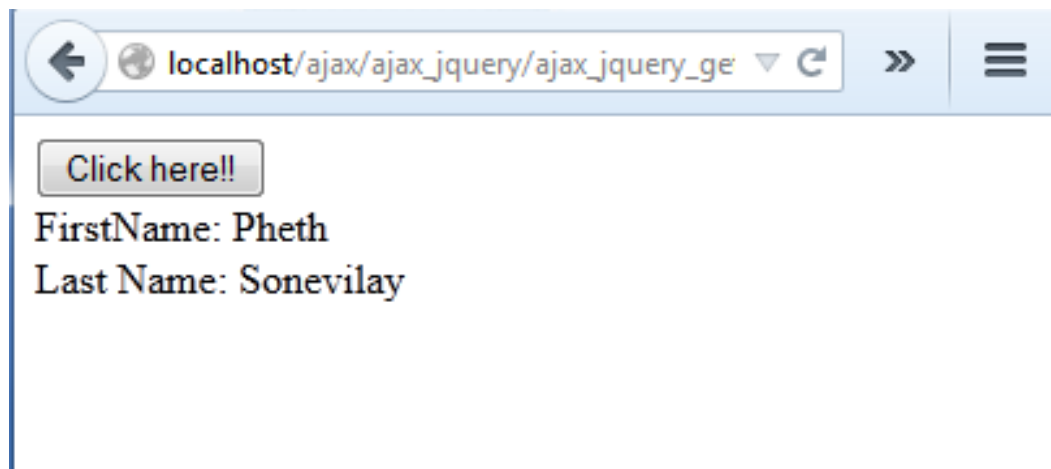 localhost/ajax/ajax_jquery/ajax_jquery_ge
Click here!!
FirstName: Pheth
Last Name: Sonevilay